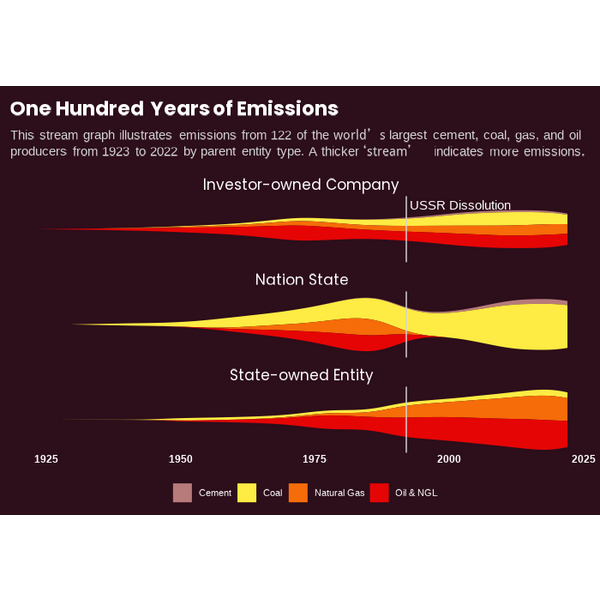 One Hundred Years of Emissions
This stream graph illustrates emissions from 122 of the world’s largest cement, coal, gas, and oil
producers from 1923 to 2022 by parent entity type. A thicker ‘stream’ indicates more emissions.
Investor-owned Company
USSR Dissolution
Nation State
State-owned Entity
1925 1950 1975 2000 2025
Cement Coal Natural Gas Oil & NGL